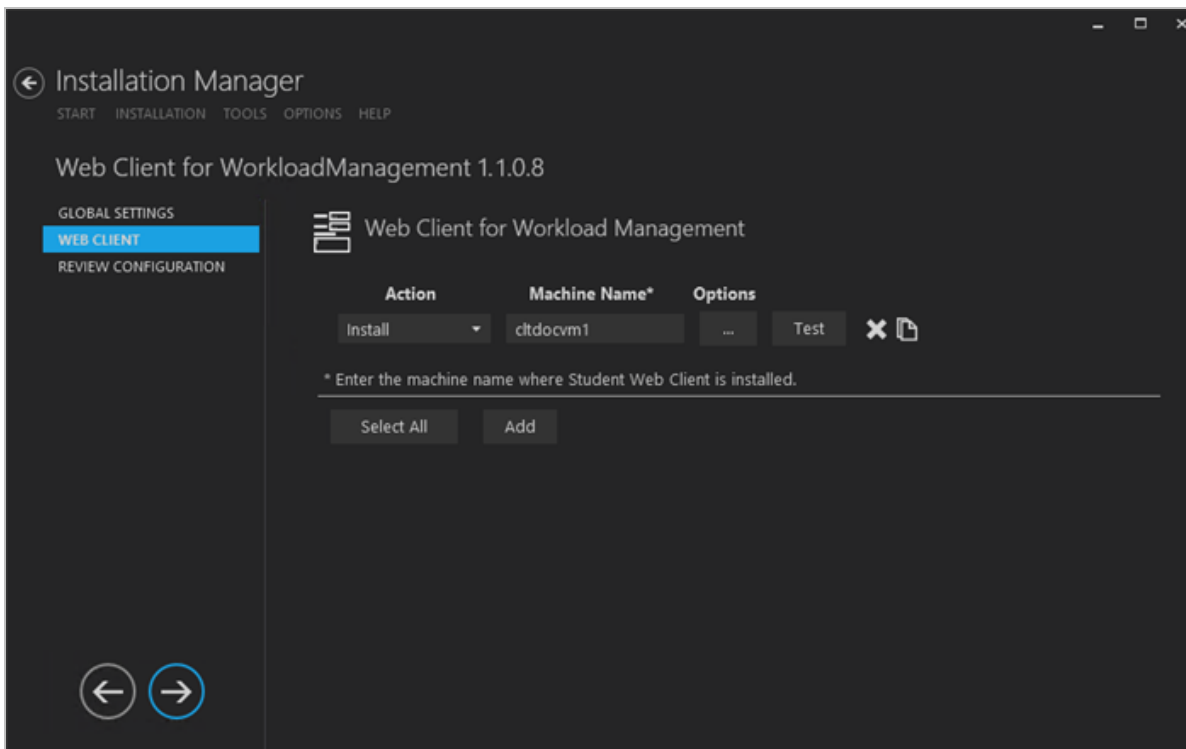 Installation Manager
START INSTALLATION TOOLS OPTIONS HELP
Web Client for WorkloadManagement 1.1.0.8
GLOBAL SETTINGS
WEB CLIENT
REVIEW CONFIGURATION
Web Client for Workload Management
Action Machine Name* Options
Install cltdocvm1 ... Test
* Enter the machine name where Student Web Client is installed.
Select All Add